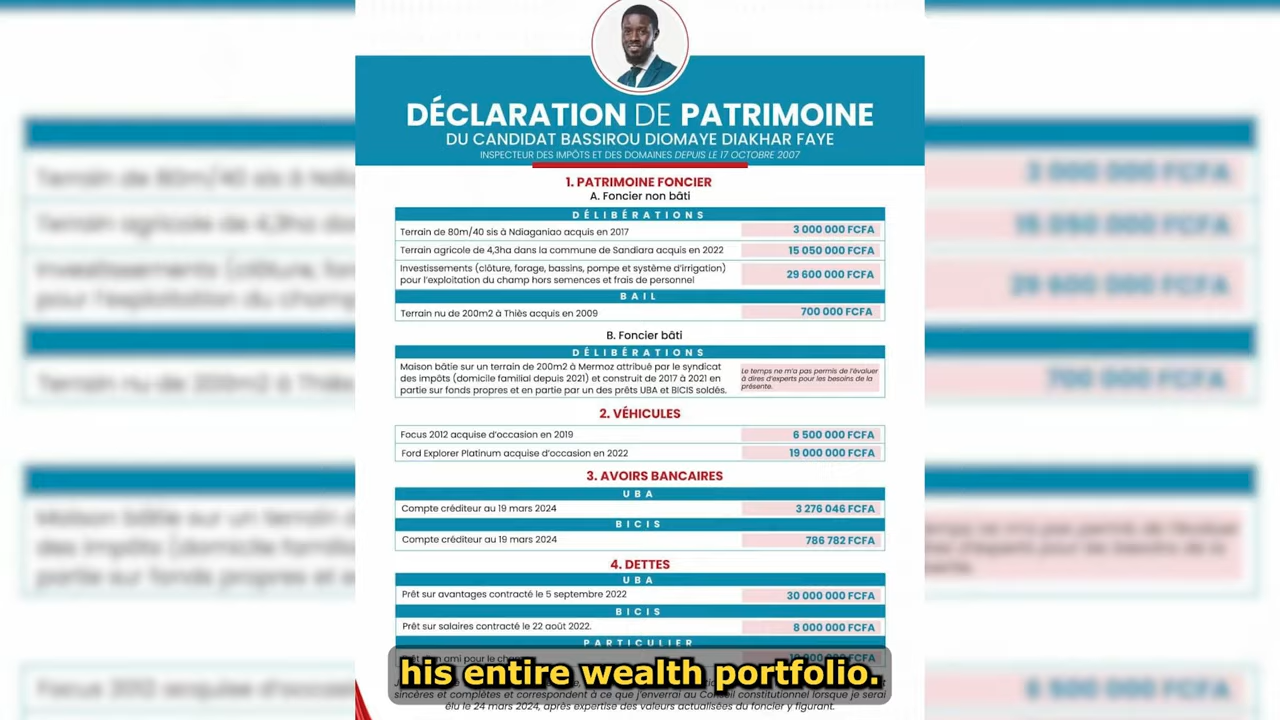 DÉCLARATION DE PATRIMOINE
DU CANDIDAT BASSIROU DIOMAYE DIAKHAR FAYE
INSPECTEUR DES IMPÔTS ET DES DOMAINES DEPUIS LE 17 OCTOBRE 2007
1. PATRIMOINE FONCIER
A. Foncier non bâti
DÉLIBÉRATIONS
Terrain de 80m/40 sis à Ndiaganiao acquis en 2017 3 000 000 FCFA
Terrain agricole de 4,3ha dans la commune de Sandiara acquis en 2022 15 050 000 FCFA
Investissements (clôture, forage, bassins, pompe et système d'irrigation)
pour l'exploitation du champ hors semences et frais de personnel
29 600 000 FCFA
BAIL
Terrain nu de 200m2 à Thiès acquis en 2009 700 000 FCFA
B. Foncier bâti
DÉLIBÉRATIONS
Maison bâtie sur un terrain de 200m2 à Mermoz attribué par le syndicat
des impôts (domicile familial depuis 2021) et construit de 2017 à 2021 en
partie sur fonds propres et en partie par un des prêts UBA et BICIS soldés.
Le temps ne m'a pas permis de l'évaluer
à dires d'experts pour les besoins de la
présente.
2. VÉHICULES
Focus 2012 acquise d'occasion en 2019 6 500 000 FCFA
Ford Explorer Platinum acquise d'occasion en 2022 19 000 000 FCFA
3. AVOIRS BANCAIRES
UBA
Compte créditeur au 19 mars 2024 3 276 046 FCFA
BICIS
Compte créditeur au 19 mars 2024 786 782 FCFA
4. DETTES
UBA
Prêt sur avantages contracté le 5 septembre 2022 30 000 000 FCFA
BICIS
Prêt sur salaires contracté le 22 août 2022. 8 000 000 FCFA
PARTICULIER
ami pour le
his entire wealth portfolio.
sincères et complètes et correspondent à ce que j'enverrai au Conseil constitutionnel lorsque je serai
élu le 24 mars 2024, après expertise des valeurs actualisées du foncier y figurant.